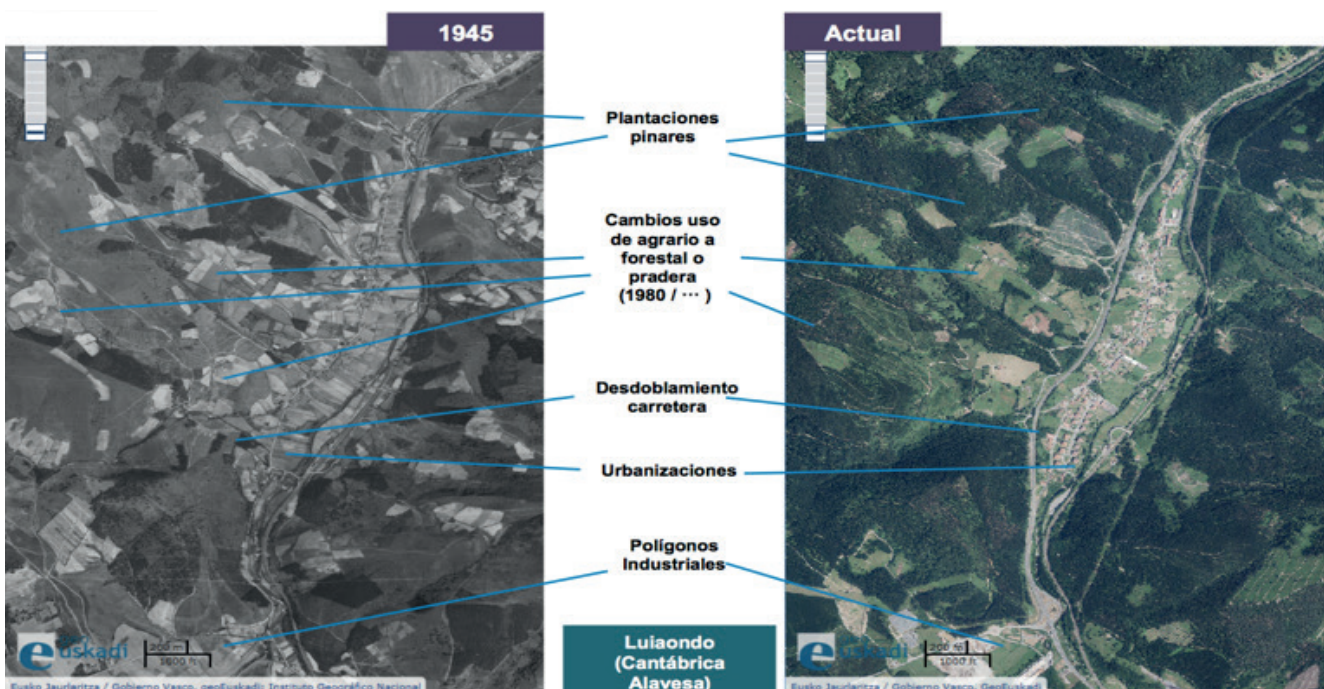 1945
Actual
Plantaciones
pinares
Cambios uso
de agrario a
forestal o
pradera
(1980 / ··· )
Desdoblamiento
carretera
Urbanizaciones
Polígonos
Industriales
Luiaondo
(Cantábrica
Alavesa)
geo
euskadi
200 m
1000 ft
Eusko Jaurlaritza / Gobierno Vasco, geoEuskadi; Instituto Geográfico Nacional
euskadi
200 m
1000 ft
Eusko Jaurlaritza / Gobierno Vasco, GeoEuskadi